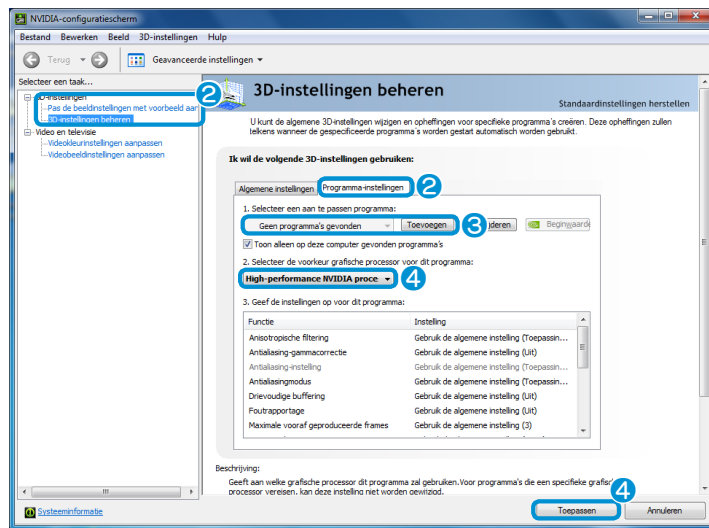 NVIDIA-configuratiescherm
Bestand Bewerken Beeld 3D-instellingen Hulp
Terug Geavanceerde instellingen
Selecteer een taak...
3D-instellingen
Pas de beeldinstellingen met voorbeeld aan
3D-instellingen beheren
Video en televisie
Videokleurinstellingen aanpassen
Videobeeldinstellingen aanpassen
2
3D-instellingen beheren
Standaardinstellingen herstellen
U kunt de algemene 3D-instellingen wijzigen en opheffingen voor specifieke programma's creëren. Deze opheffingen zullen
telkens wanneer de gespecificeerde programma's worden gestart automatisch worden gebruikt.
Ik wil de volgende 3D-instellingen gebruiken:
Algemene instellingen Programma-instellingen 2
1. Selecteer een aan te passen programma:
Geen programma's gevonden Toevoegen 3 jderen Beginwaarde
Toon alleen op deze computer gevonden programma's
2. Selecteer de voorkeur grafische processor voor dit programma:
High-performance NVIDIA proce 4
3. Geef de instellingen op voor dit programma:
Functie Instelling
Anisotropische filtering Gebruik de algemene instelling (Toepassin...
Antialiasing-gammacorrectie Gebruik de algemene instelling (Uit)
Antialiasing-instelling Gebruik de algemene instelling (Toepassin...
Antialiasingmodus Gebruik de algemene instelling (Toepassin...
Drievoudige buffering Gebruik de algemene instelling (Uit)
Foutrapportage Gebruik de algemene instelling (Uit)
Maximale vooraf geproduceerde frames Gebruik de algemene instelling (3)
Beschrijving:
Geeft aan welke grafische processor dit programma zal gebruiken.Voor programma's die een specifieke grafisc
processor vereisen, kan deze instelling niet worden gewijzigd.
4
Systeeminformatie Toepassen Annuleren